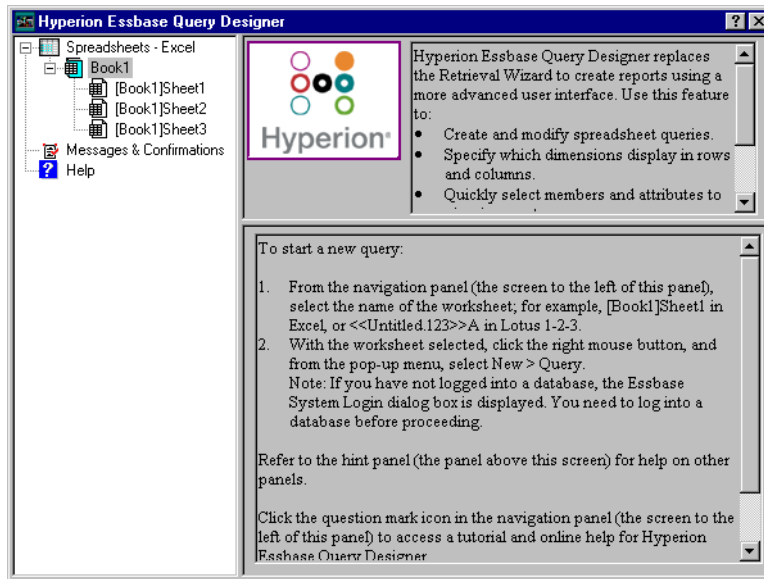 Hyperion Essbase Query Designer
Spreadsheets - Excel
Book1
[Book1]Sheet1
[Book1]Sheet2
[Book1]Sheet3
Messages & Confirmations
? Help
Hyperion®
Hyperion Essbase Query Designer replaces
the Retrieval Wizard to create reports using a
more advanced user interface. Use this feature
to:
● Create and modify spreadsheet queries.
● Specify which dimensions display in rows
and columns.
● Quickly select members and attributes to
To start a new query:
1. From the navigation panel (the screen to the left of this panel),
select the name of the worksheet; for example, [Book1]Sheet1 in
Excel, or <<Untitled.123>>A in Lotus 1-2-3.
2. With the worksheet selected, click the right mouse button, and
from the pop-up menu, select New > Query.
Note: If you have not logged into a database, the Essbase
System Login dialog box is displayed. You need to log into a
database before proceeding.
Refer to the hint panel (the panel above this screen) for help on other
panels.
Click the question mark icon in the navigation panel (the screen to the
left of this panel) to access a tutorial and online help for Hyperion
Essbase Query Designer